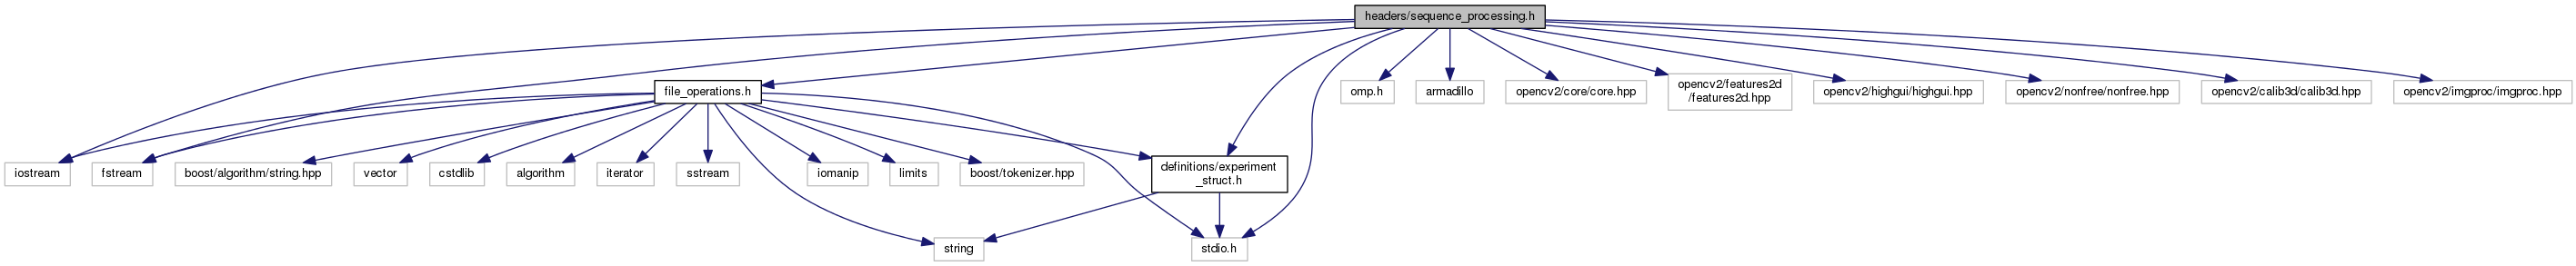 headers/sequence_processing.h
file_operations.h
omp.h
armadillo
opencv2/core/core.hpp
opencv2/features2d
/features2d.hpp
opencv2/highgui/highgui.hpp
opencv2/nonfree/nonfree.hpp
opencv2/calib3d/calib3d.hpp
opencv2/imgproc/imgproc.hpp
iostream
fstream
boost/algorithm/string.hpp
vector
cstdlib
algorithm
iterator
sstream
iomanip
limits
boost/tokenizer.hpp
definitions/experiment
_struct.h
string
stdio.h